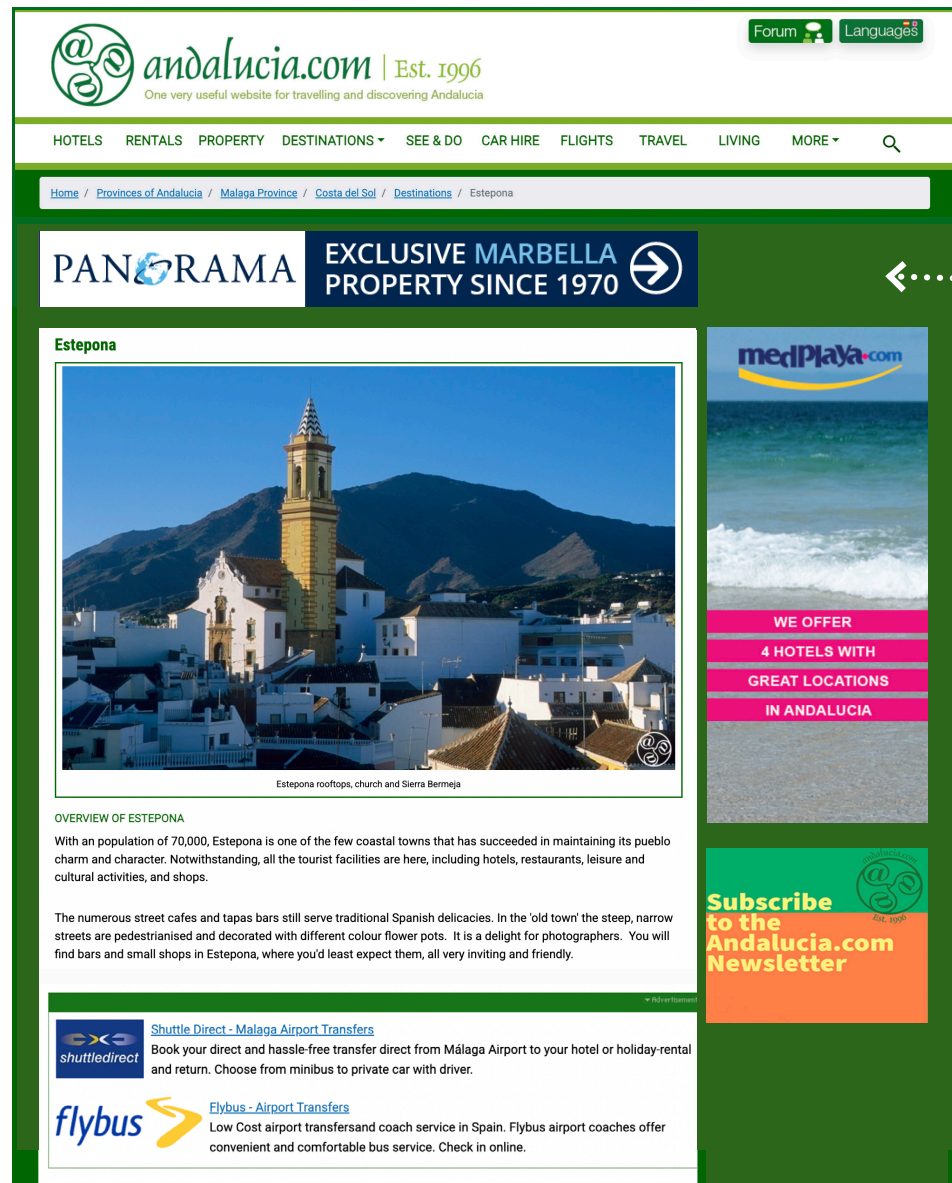 Forum
Languages
andalucia.com | Est. 1996
One very useful website for travelling and discovering Andalucia
HOTELS RENTALS PROPERTY DESTINATIONS SEE & DO CAR HIRE FLIGHTS TRAVEL LIVING MORE
Home / Provinces of Andalucia / Malaga Province / Costa del Sol / Destinations / Estepona
PANORAMA
EXCLUSIVE MARBELLA
PROPERTY SINCE 1970
Estepona
Estepona rooftops, church and Sierra Bermeja
OVERVIEW OF ESTEPONA
With an population of 70,000, Estepona is one of the few coastal towns that has succeeded in maintaining its pueblo
charm and character. Notwithstanding, all the tourist facilities are here, including hotels, restaurants, leisure and
cultural activities, and shops.
The numerous street cafes and tapas bars still serve traditional Spanish delicacies. In the 'old town' the steep, narrow
streets are pedestrianised and decorated with different colour flower pots. It is a delight for photographers. You will
find bars and small shops in Estepona, where you'd least expect them, all very inviting and friendly.
Advertisement
shuttledirect
Shuttle Direct - Malaga Airport Transfers
Book your direct and hassle-free transfer direct from Málaga Airport to your hotel or holiday-rental
and return. Choose from minibus to private car with driver.
flybus
Flybus - Airport Transfers
Low Cost airport transfersand coach service in Spain. Flybus airport coaches offer
convenient and comfortable bus service. Check in online.
medPlaya.com
WE OFFER
4 HOTELS WITH
GREAT LOCATIONS
IN ANDALUCIA
andalucia.com
Est. 1996
Subscribe
to the
Andalucia.com
Newsletter